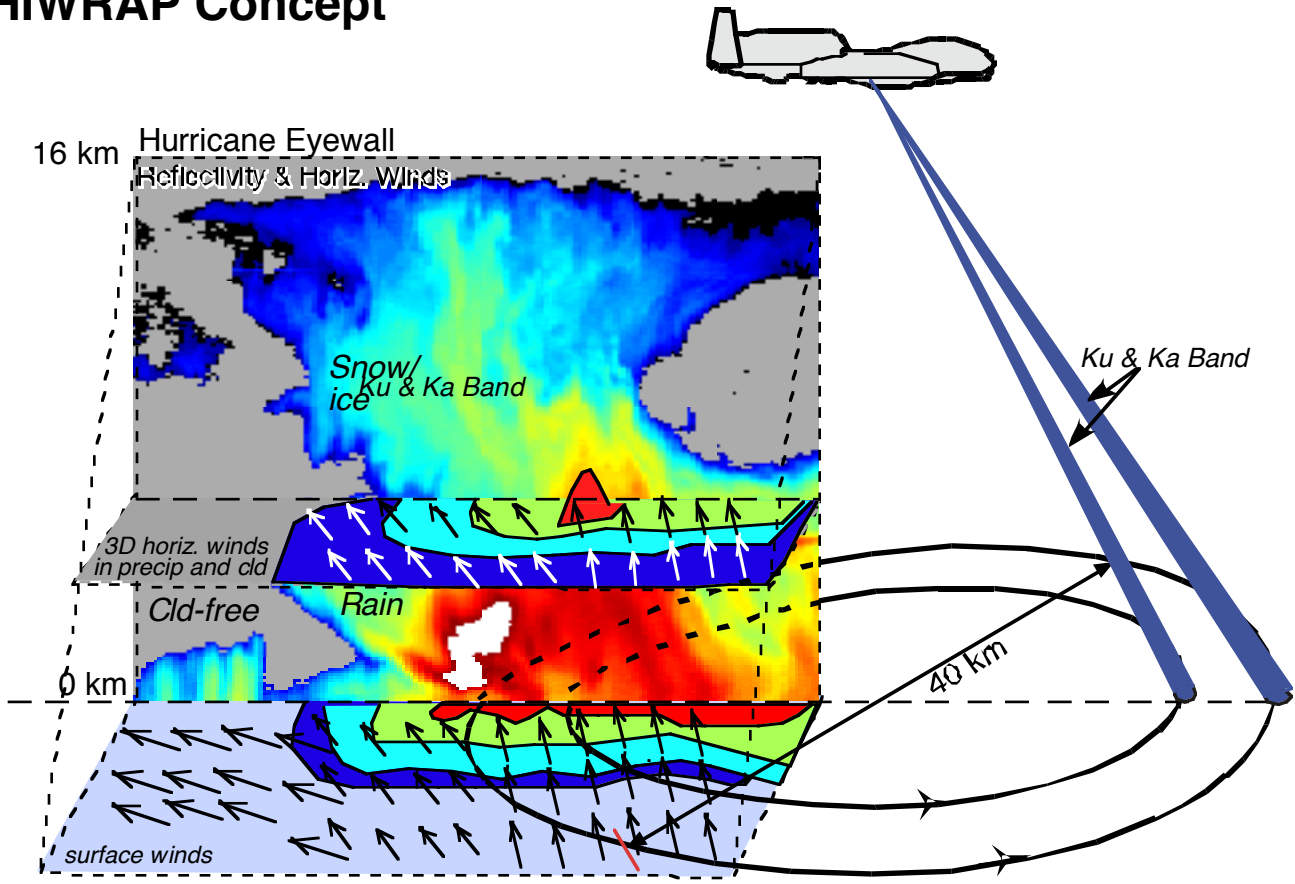 HIWRAP Concept
Hurricane Eyewall
16 km
Reflectivity & Horiz. Winds
Snow/
ice
Ku & Ka Band
Ku & Ka Band
3D horiz. winds
in precip and cld
Cld-free
Rain
0 km
40 km
surface winds